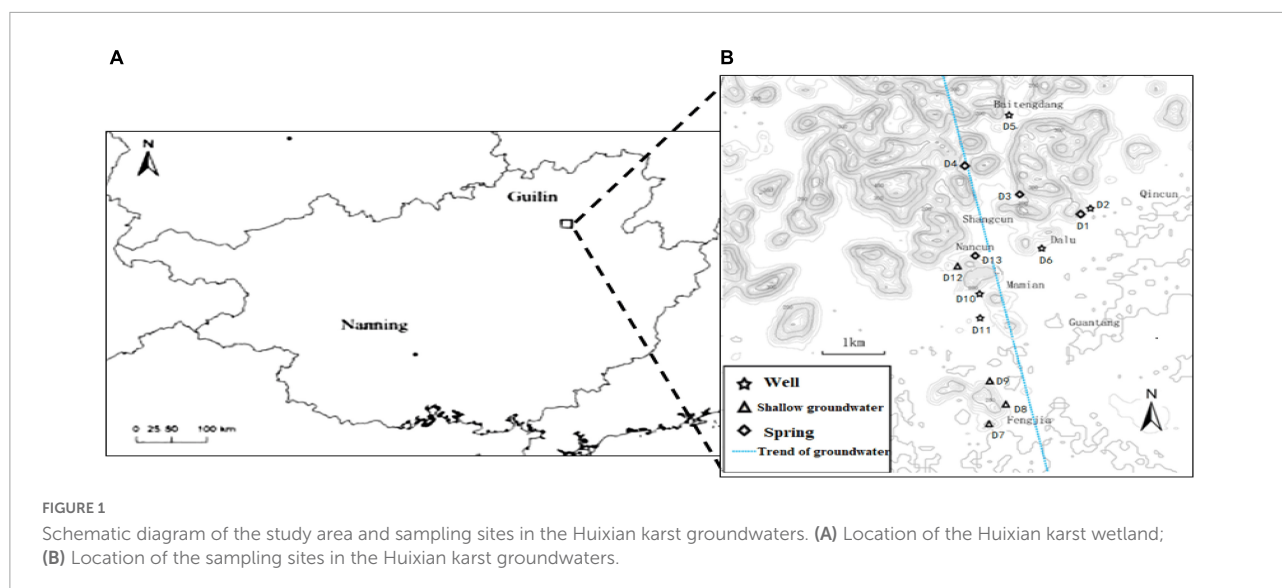 A
B
N
Guilin
Nanning
0 25 50 100 km
Baitengdang
D5
D4
D3
Qincun
D2
D1
Shangcun
Dalu
D6
Nancun
D13
D12
Mamian
D10
D11
Guantang
1km
D9
D8
Fengjia
D7
N
Well
Shallow groundwater
Spring
Trend of groundwater
FIGURE 1
Schematic diagram of the study area and sampling sites in the Huixian karst groundwaters. (A) Location of the Huixian karst wetland;
(B) Location of the sampling sites in the Huixian karst groundwaters.